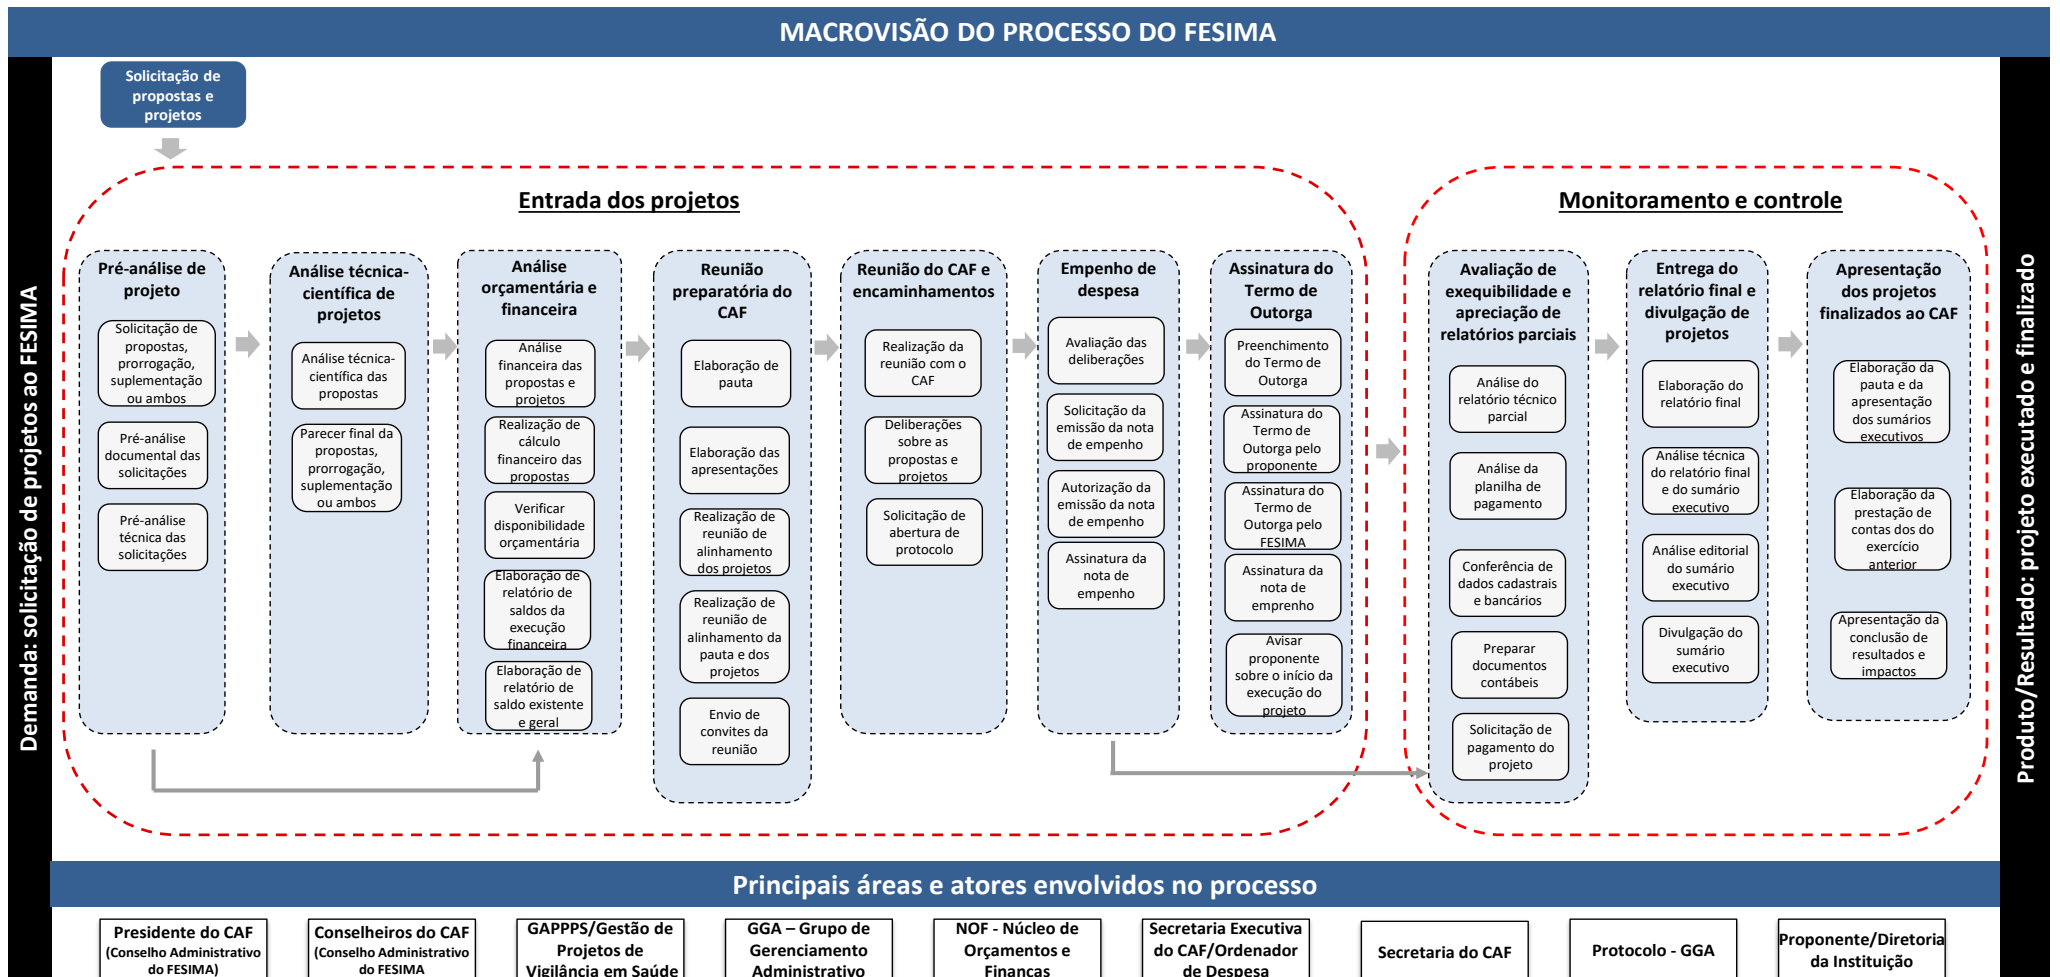 MACROVISÃO DO PROCESSO DO FESIMA
Solicitação de
propostas e
projetos
Demanda: solicitação de projetos ao FESIMA
Entrada dos projetos
Pré-análise de
projeto
Solicitação de
propostas,
prorrogação,
suplementação
ou ambos
Pré-análise
documental das
solicitações
Pré-análise
técnica das
solicitações
Análise técnica-
científica de
projetos
Análise técnica-
científica das
propostas
Parecer final da
propostas,
prorrogação,
suplementação
ou ambos
Análise
orçamentária e
financeira
Análise
financeira das
propostas e
projetos
Realização de
cálculo
financeiro das
propostas
Verificar
disponibilidade
orçamentária
Elaboração de
relatório de
saldos da
execução
financeira
Elaboração de
relatório de
saldo existente
e geral
Reunião
preparatória do
CAF
Elaboração de
pauta
Elaboração das
apresentações
Realização de
reunião de
alinhamento
dos projetos
Realização de
reunião de
alinhamento da
pauta e dos
projetos
Envio de
convites da
reunião
Reunião do CAF e
encaminhamentos
Realização da
reunião com o
CAF
Deliberações
sobre as
propostas e
projetos
Solicitação de
abertura de
protocolo
Empenho de
despesa
Avaliação das
deliberações
Solicitação da
emissão da nota
de empenho
Autorização da
emissão da nota
de empenho
Assinatura da
nota de
empenho
Assinatura do
Termo de
Outorga
Preenchimento
do Termo de
Outorga
Assinatura do
Termo de
Outorga pelo
proponente
Assinatura do
Termo de
Outorga pelo
FESIMA
Assinatura da
nota de
emprenho
Avisar
proponente
sobre o início da
execução do
projeto
Monitoramento e controle
Avaliação de
exequibilidade e
apreciação de
relatórios parciais
Análise do
relatório técnico
parcial
Análise da
planilha de
pagamento
Conferência de
dados cadastrais
e bancários
Preparar
documentos
contábeis
Solicitação de
pagamento do
projeto
Entrega do
relatório final e
divulgação de
projetos
Elaboração do
relatório final
Análise técnica
do relatório final
e do sumário
executivo
Análise editorial
do sumário
executivo
Divulgação do
sumário
executivo
Apresentação
dos projetos
finalizados ao CAF
Elaboração da
pauta e da
apresentação
dos sumários
executivos
Elaboração da
prestação de
contas dos do
exercício
anterior
Apresentação da
conclusão de
resultados e
impactos
Produto/Resultado: projeto executado e finalizado
Principais áreas e atores envolvidos no processo
Presidente do CAF
(Conselho Administrativo
do FESIMA)
Conselheiros do CAF
(Conselho Administrativo
do FESIMA
GAPPPS/Gestão de
Projetos de
Vigilância em Saúde
GGA – Grupo de
Gerenciamento
Administrativo
NOF - Núcleo de
Orçamentos e
Finanças
Secretaria Executiva
do CAF/Ordenador
de Despesa
Secretaria do CAF
Protocolo - GGA
Proponente/Diretoria
da Instituição